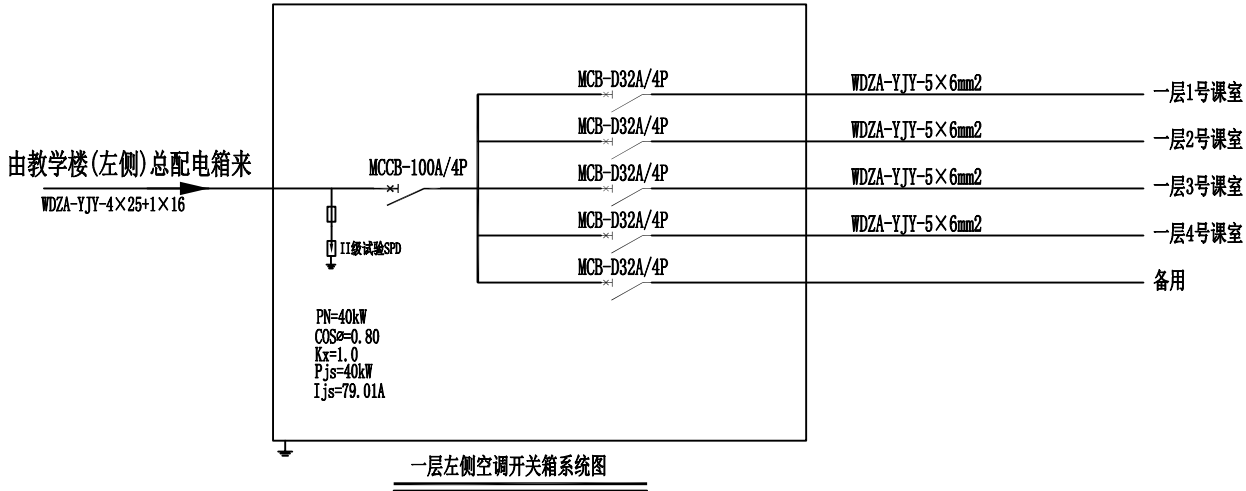 MCB-D32A/4P
WDZA-YJY-5×6mm2
一层1号课室
MCB-D32A/4P
WDZA-YJY-5×6mm2
一层2号课室
由教学楼(左侧)总配电箱来
WDZA-YJY-4×25+1×16
MCCB-100A/4P
MCB-D32A/4P
WDZA-YJY-5×6mm2
一层3号课室
MCB-D32A/4P
WDZA-YJY-5×6mm2
一层4号课室
II级试验SPD
MCB-D32A/4P
备用
PN=40kW
COSø=0.80
Kx=1.0
Pjs=40kW
Ijs=79.01A
一层左侧空调开关箱系统图